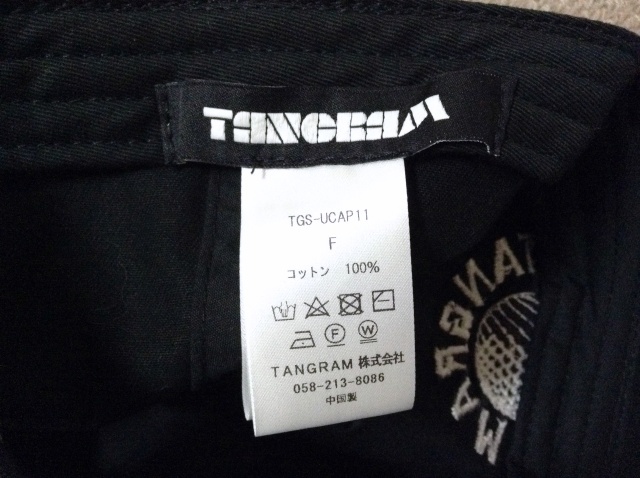 TANGRAM
TGS-UCAP11
F
コットン 100%
F W
TANGRAM 株式会社
058-213-8086
中国製
TANGRAM